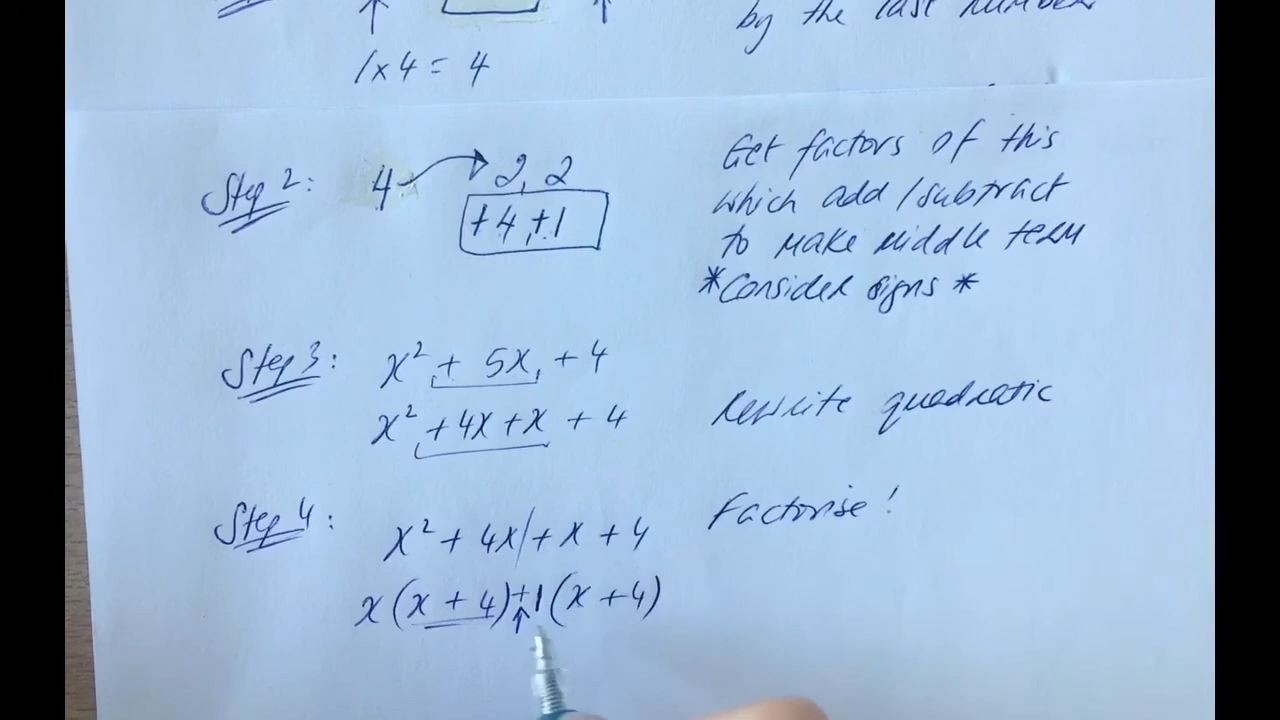 by the last number
1 x 4 = 4
Step 2: 4 2, 2
+4, +1
Get factors of this
which add / subtract
to make middle term
*Consider signs*
Step 3: x² + 5x, + 4
x² + 4x + x + 4
Rewrite quadratic
Step 4: x² + 4x | + x + 4
x(x + 4) + 1(x + 4)
Factorise!